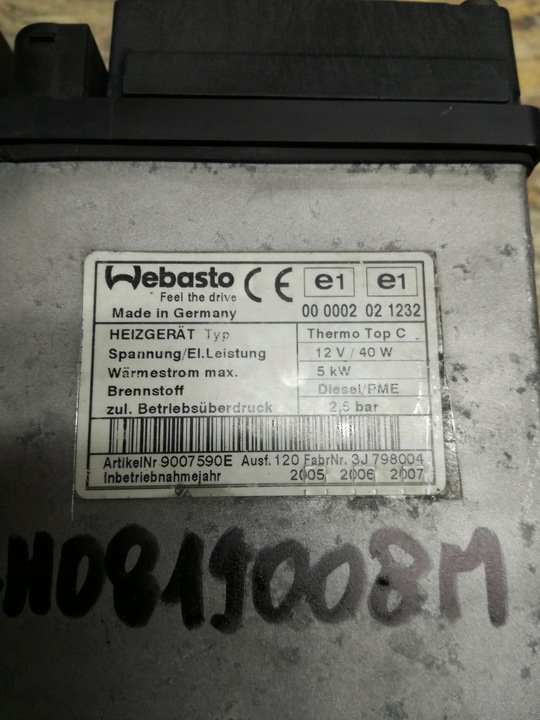 Webasto CE e1 e1
Feel the drive
Made in Germany 00 0002 02 1232
HEIZGERÄT Typ Thermo Top C
Spannung/El.Leistung 12 V / 40 W
Wärmestrom max. 5 kW
Brennstoff Diesel/PME
zul. Betriebsüberdruck 2,5 bar
ArtikelNr 9007590E Ausf. 120 FabrNr. 3J 798004
Inbetriebnahmejahr 2005 2006 2007
H0819008M